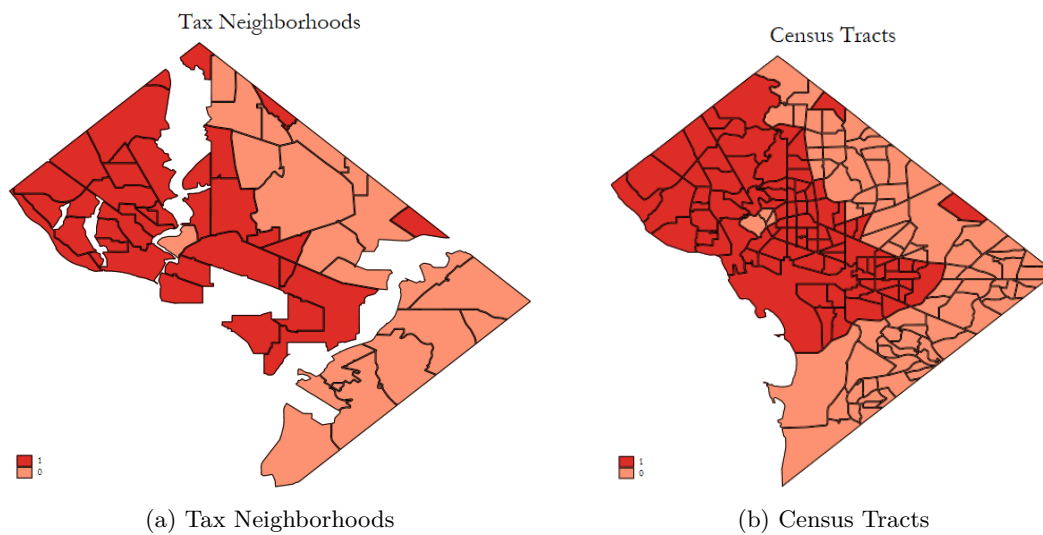 Tax Neighborhoods
Census Tracts
1
0
1
0
(a) Tax Neighborhoods
(b) Census Tracts